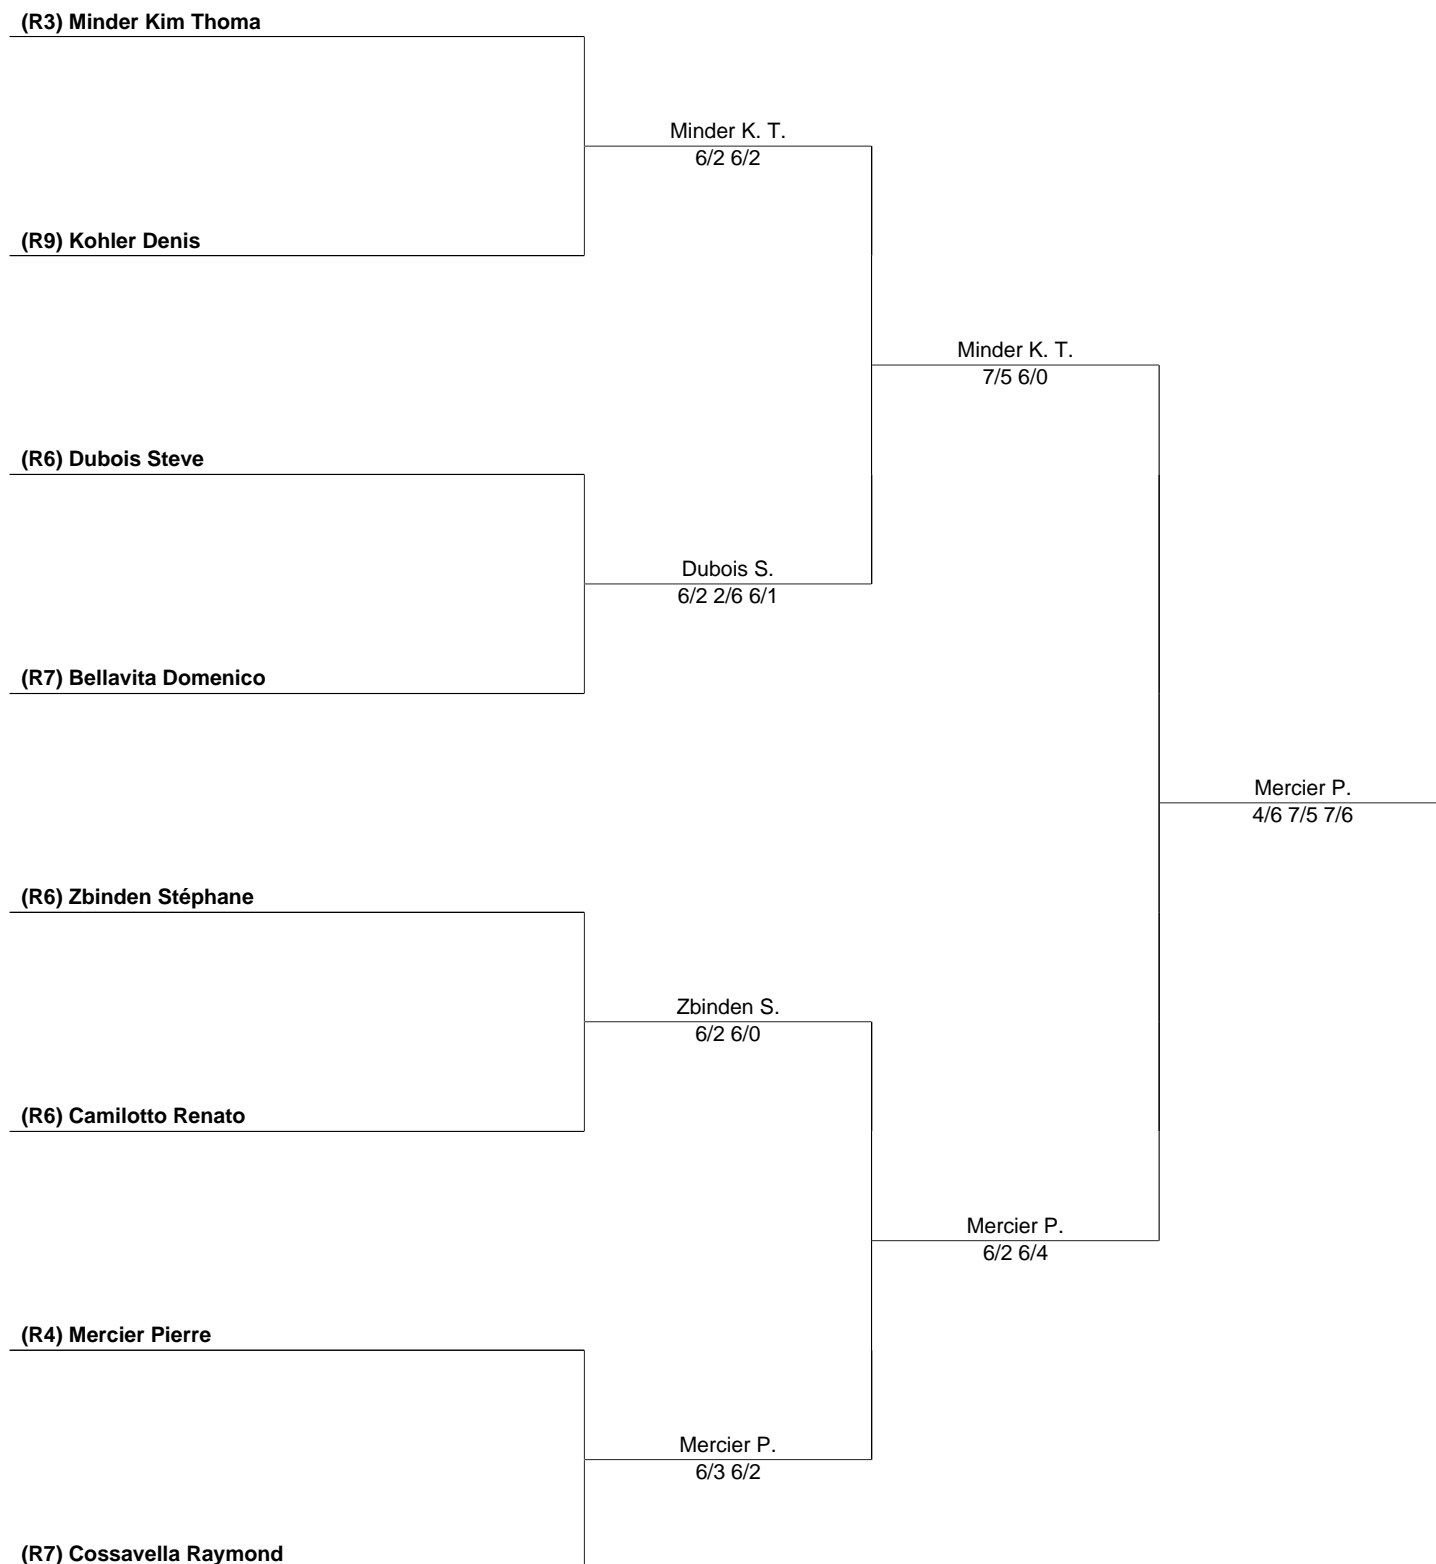 (R3) Minder Kim Thoma
Minder K. T.
6/2 6/2
(R9) Kohler Denis
Minder K. T.
7/5 6/0
(R6) Dubois Steve
Dubois S.
6/2 2/6 6/1
(R7) Bellavita Domenico
Mercier P.
4/6 7/5 7/6
(R6) Zbinden Stéphane
Zbinden S.
6/2 6/0
(R6) Camilotto Renato
Mercier P.
6/2 6/4
(R4) Mercier Pierre
Mercier P.
6/3 6/2
(R7) Cossavella Raymond